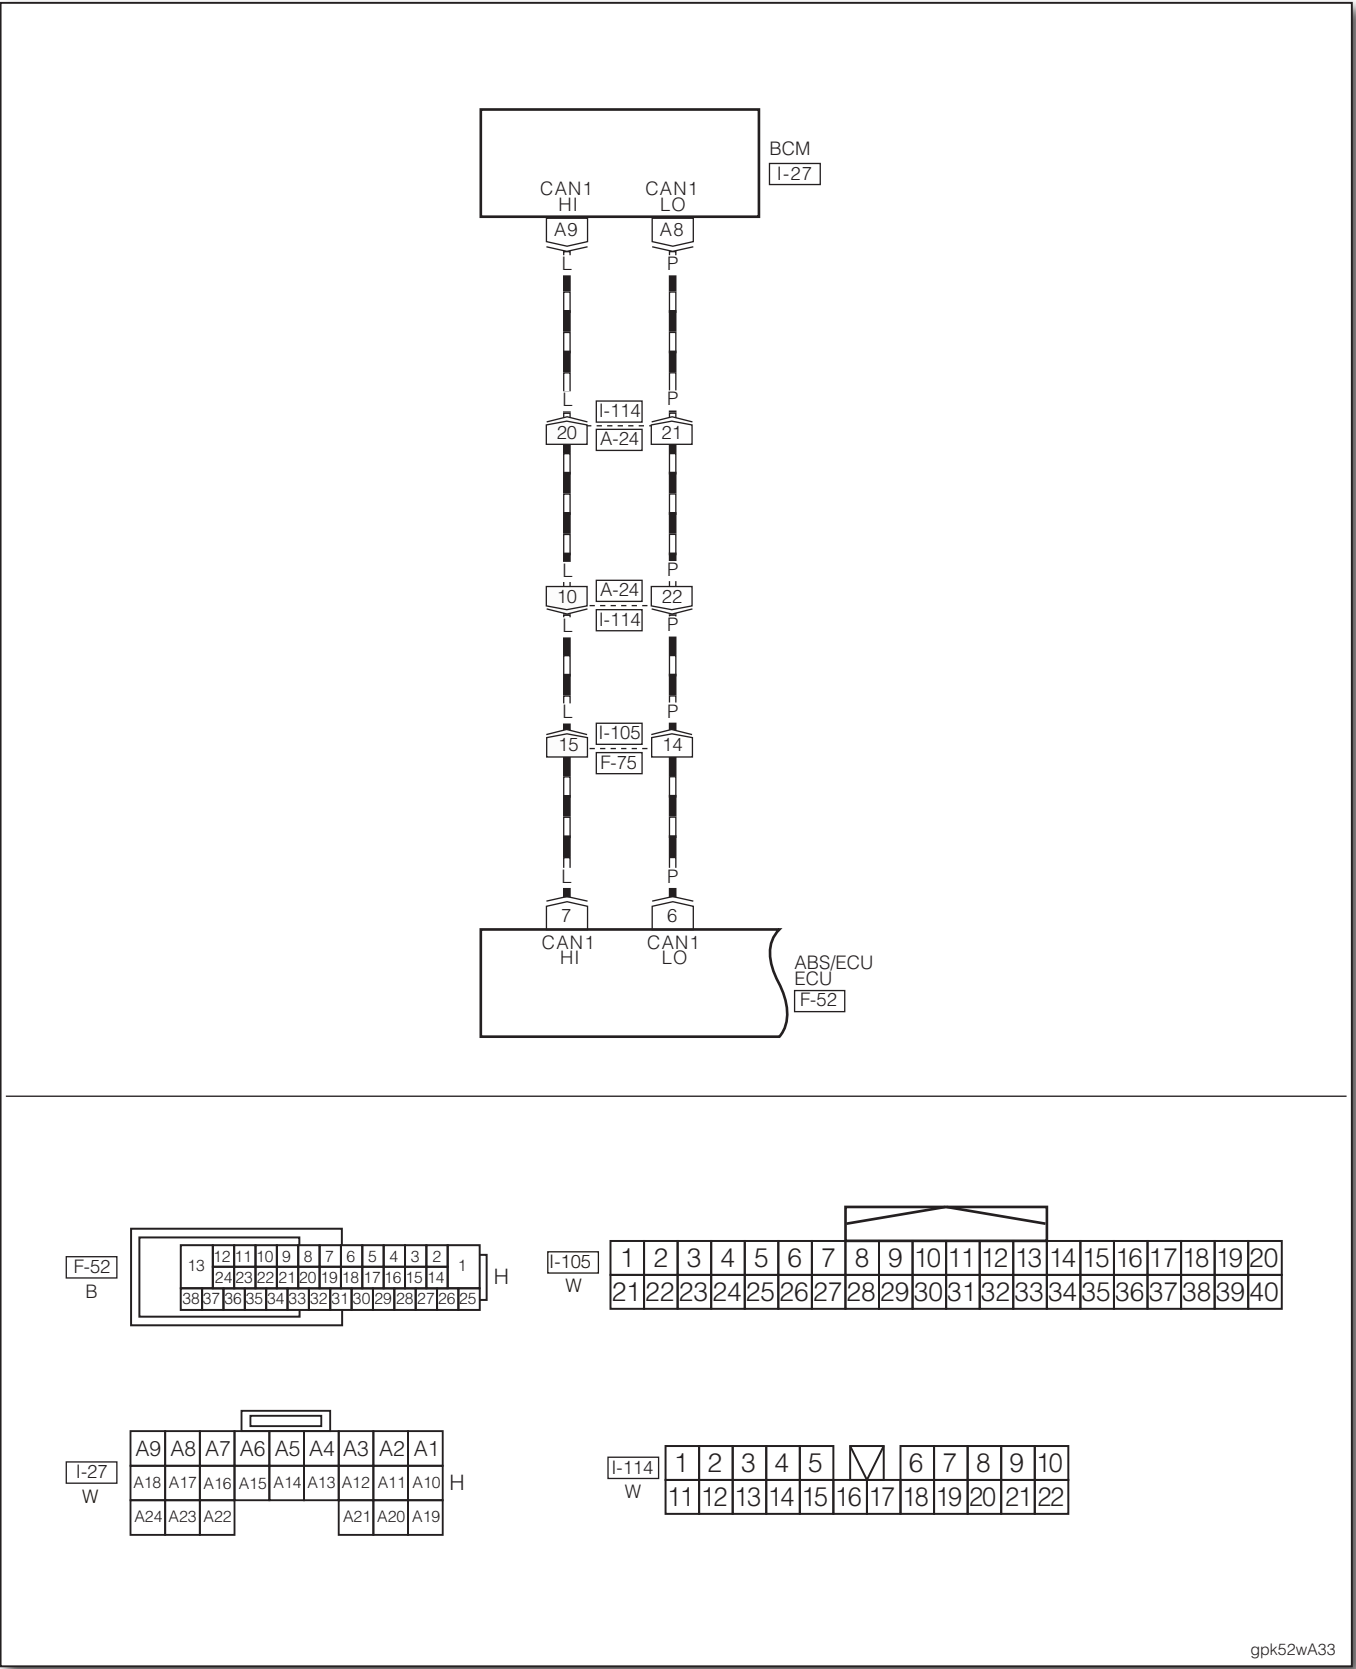 BCM
I-27
CAN1 CAN1
HI LO
A9 A8
L P
L P
I-114
20 21
A-24
L P
A-24
10 22
I-114
L P
L P
I-105
15 14
F-75
L P
7 6
CAN1 CAN1
HI LO
ABS/ECU
ECU
F-52
F-52
B
12 11 10 9 8 7 6 5 4 3 2
13 1
24 23 22 21 20 19 18 17 16 15 14
38 37 36 35 34 33 32 31 30 29 28 27 26 25
H
I-105
W
1 2 3 4 5 6 7 8 9 10 11 12 13 14 15 16 17 18 19 20
21 22 23 24 25 26 27 28 29 30 31 32 33 34 35 36 37 38 39 40
I-27
W
A9 A8 A7 A6 A5 A4 A3 A2 A1
A18 A17 A16 A15 A14 A13 A12 A11 A10
H
A24 A23 A22 A21 A20 A19
I-114
W
1 2 3 4 5 6 7 8 9 10
11 12 13 14 15 16 17 18 19 20 21 22
gpk52wA33